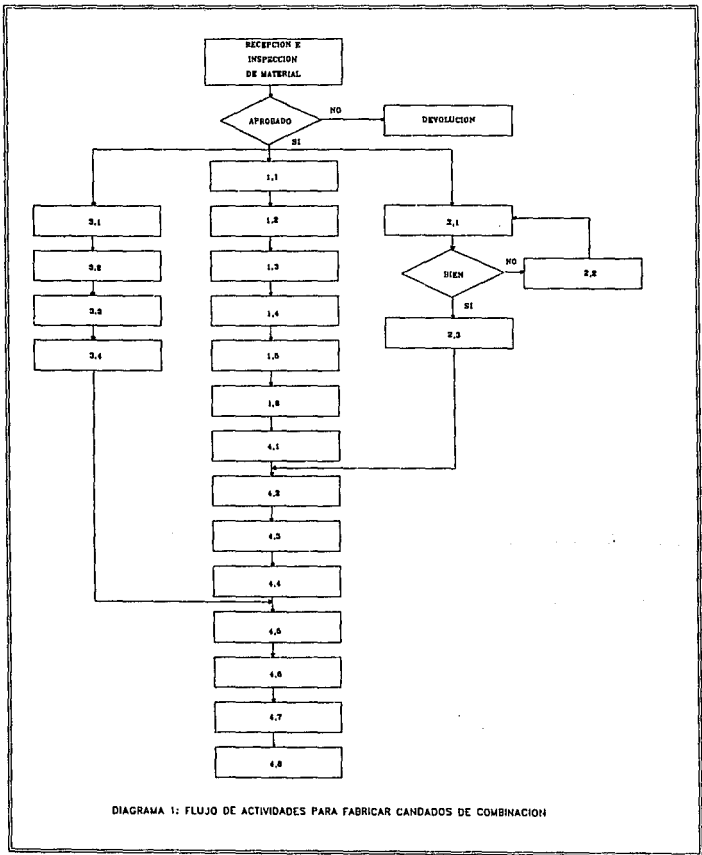 RECEPCION E
INSPECCION
DE MATERIAL
APROBADO
NO
DEVOLUCION
SI
1,1
3,1
1,2
2,1
3,2
1,3
BIEN
NO
2,2
3,3
1,4
SI
2,3
3,4
1,5
1,6
4,1
4,2
4,3
4,4
4,5
4,6
4,7
4,8
DIAGRAMA 1: FLUJO DE ACTIVIDADES PARA FABRICAR CANDADOS DE COMBINACION